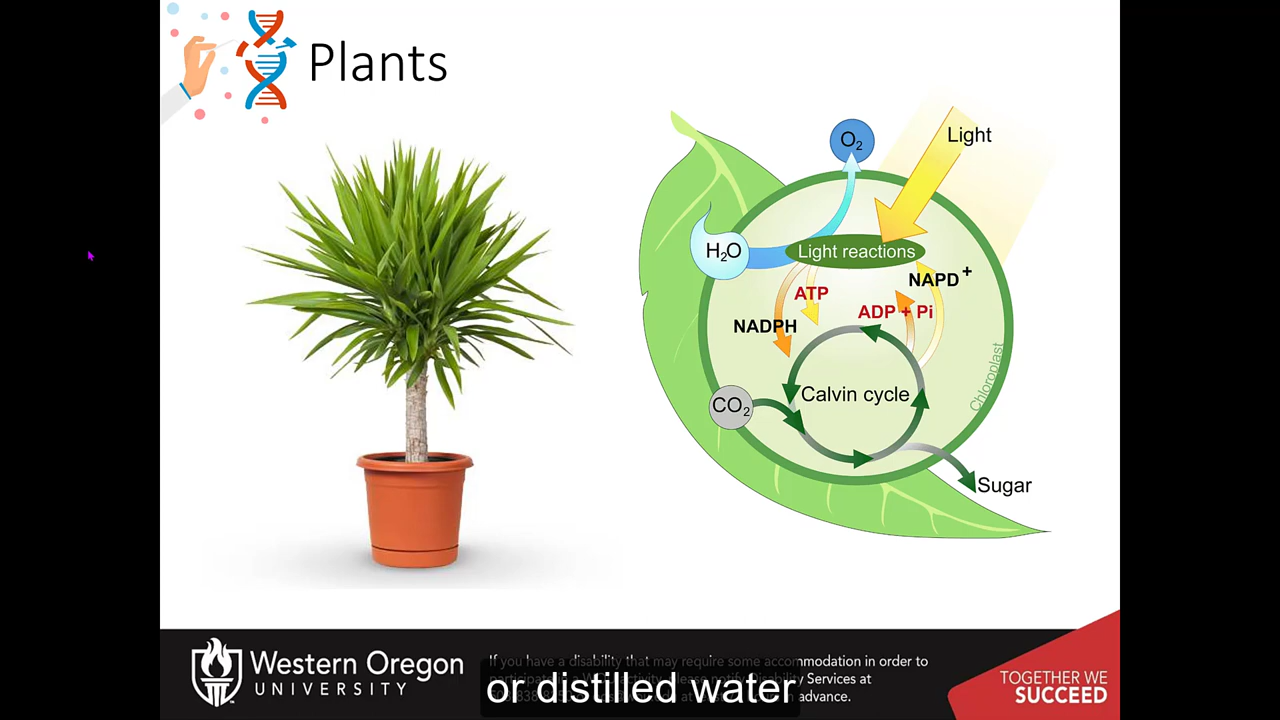 Plants
O2
Light
H2O
Light reactions
NAPD+
ATP
ADP + Pi
NADPH
Chloroplast
Calvin cycle
CO2
Sugar
Western Oregon
UNIVERSITY
If you have a disability that may require some accommodation in order to
Services at
advance.
or distilled water
TOGETHER WE
SUCCEED